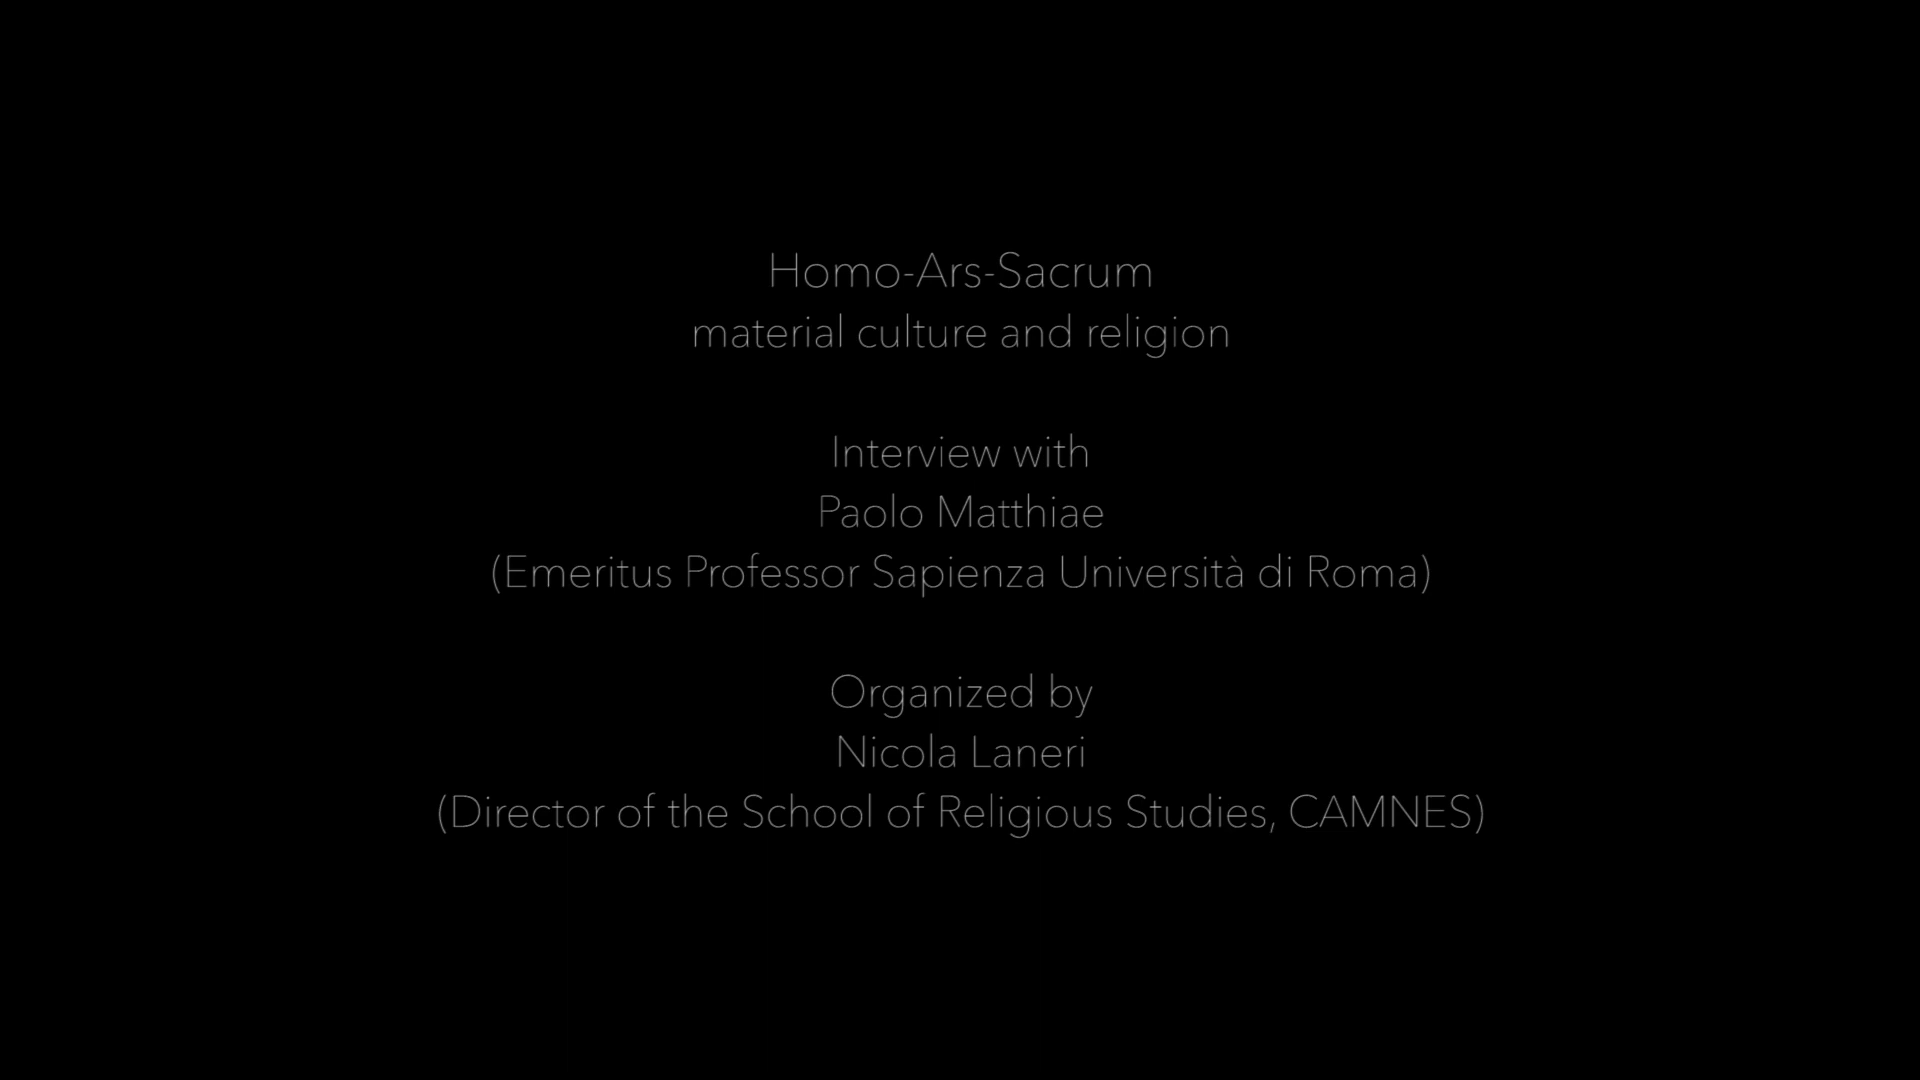 Homo-Ars-Sacrum
material culture and religion
Interview with
Paolo Matthiae
(Emeritus Professor Sapienza Università di Roma)
Organized by
Nicola Laneri
(Director of the School of Religious Studies, CAMNES)